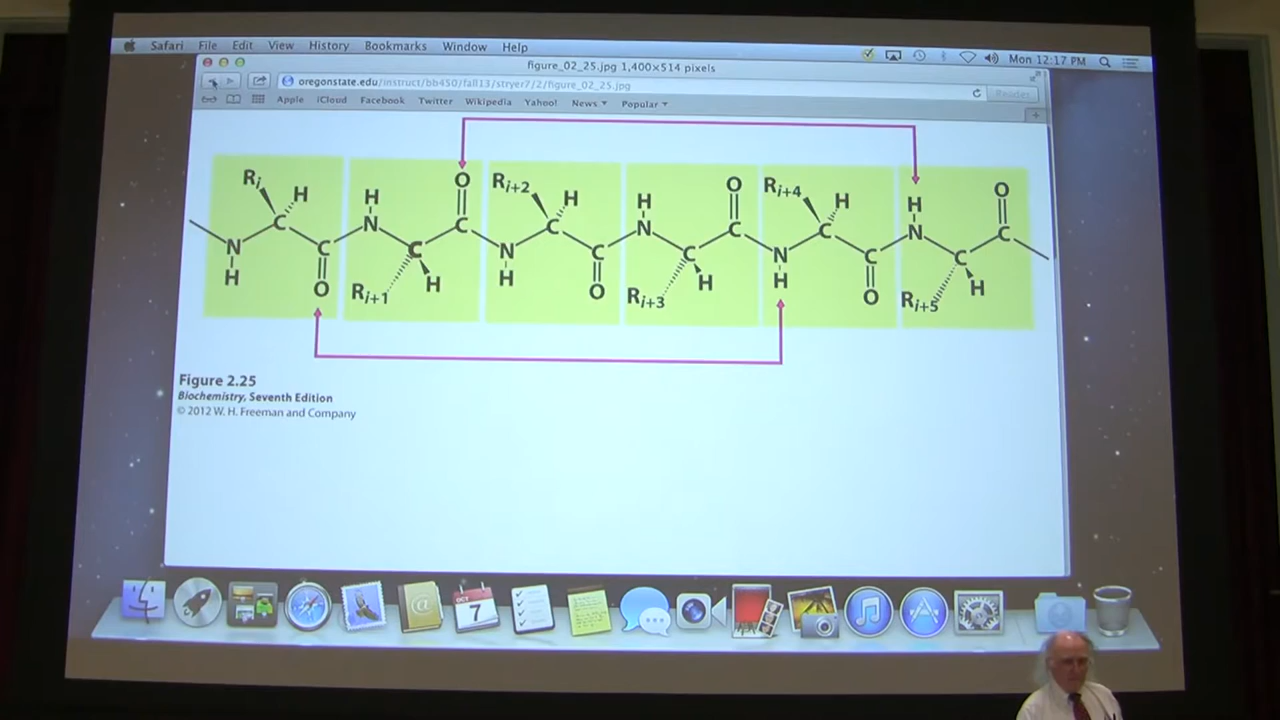 Safari File Edit View History Bookmarks Window Help Mon 12:17 PM
figure_02_25.jpg 1,400×514 pixels
oregonstate.edu/instruct/bb450/fall13/stryer7/2/figure_02_25.jpg Reader
Apple iCloud Facebook Twitter Wikipedia Yahoo! News ▾ Popular ▾
Ri H H O Ri+2 H H O Ri+4 H H O
C N C C N C C N C
N C C N C C N C C
H O Ri+1 H H O Ri+3 H H O Ri+5 H
Figure 2.25
Biochemistry, Seventh Edition
© 2012 W. H. Freeman and Company
OCT
7